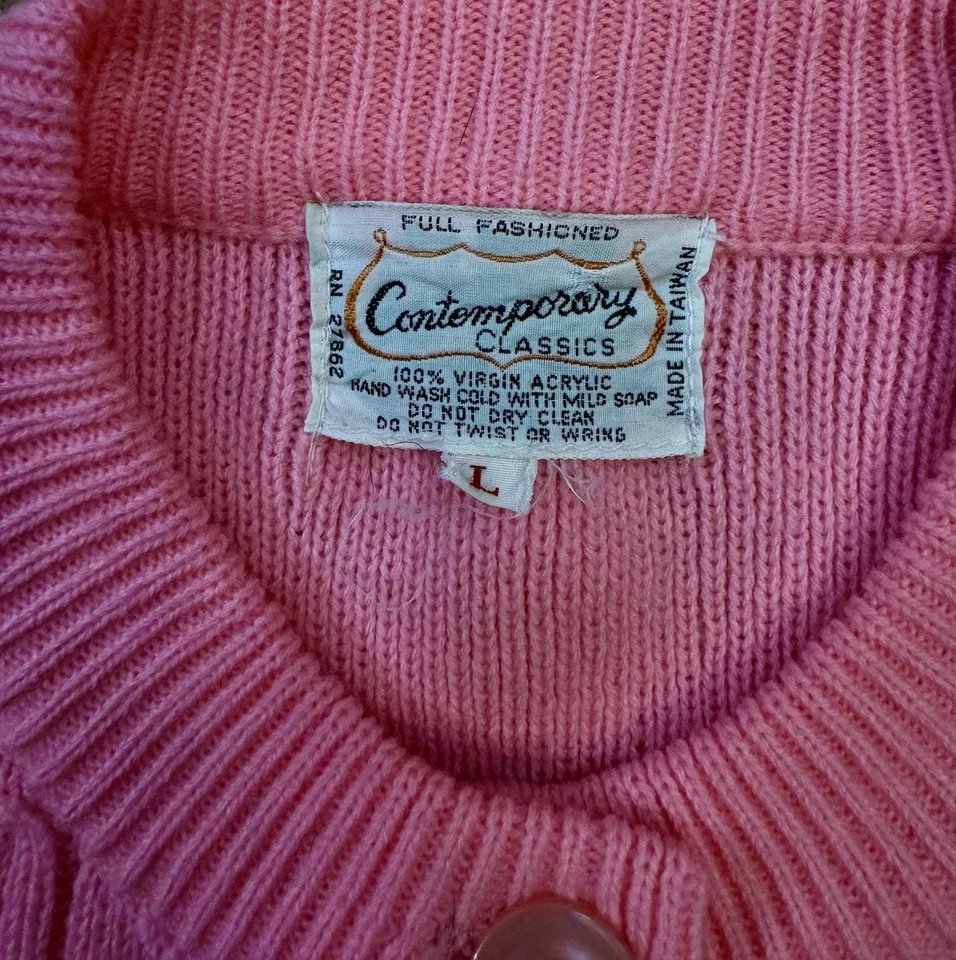 FULL FASHIONED
Contemporary
CLASSICS
100% VIRGIN ACRYLIC
HAND WASH COLD WITH MILD SOAP
DO NOT DRY CLEAN
DO NOT TWIST OR WRING
RN 27862
MADE IN TAIWAN
L